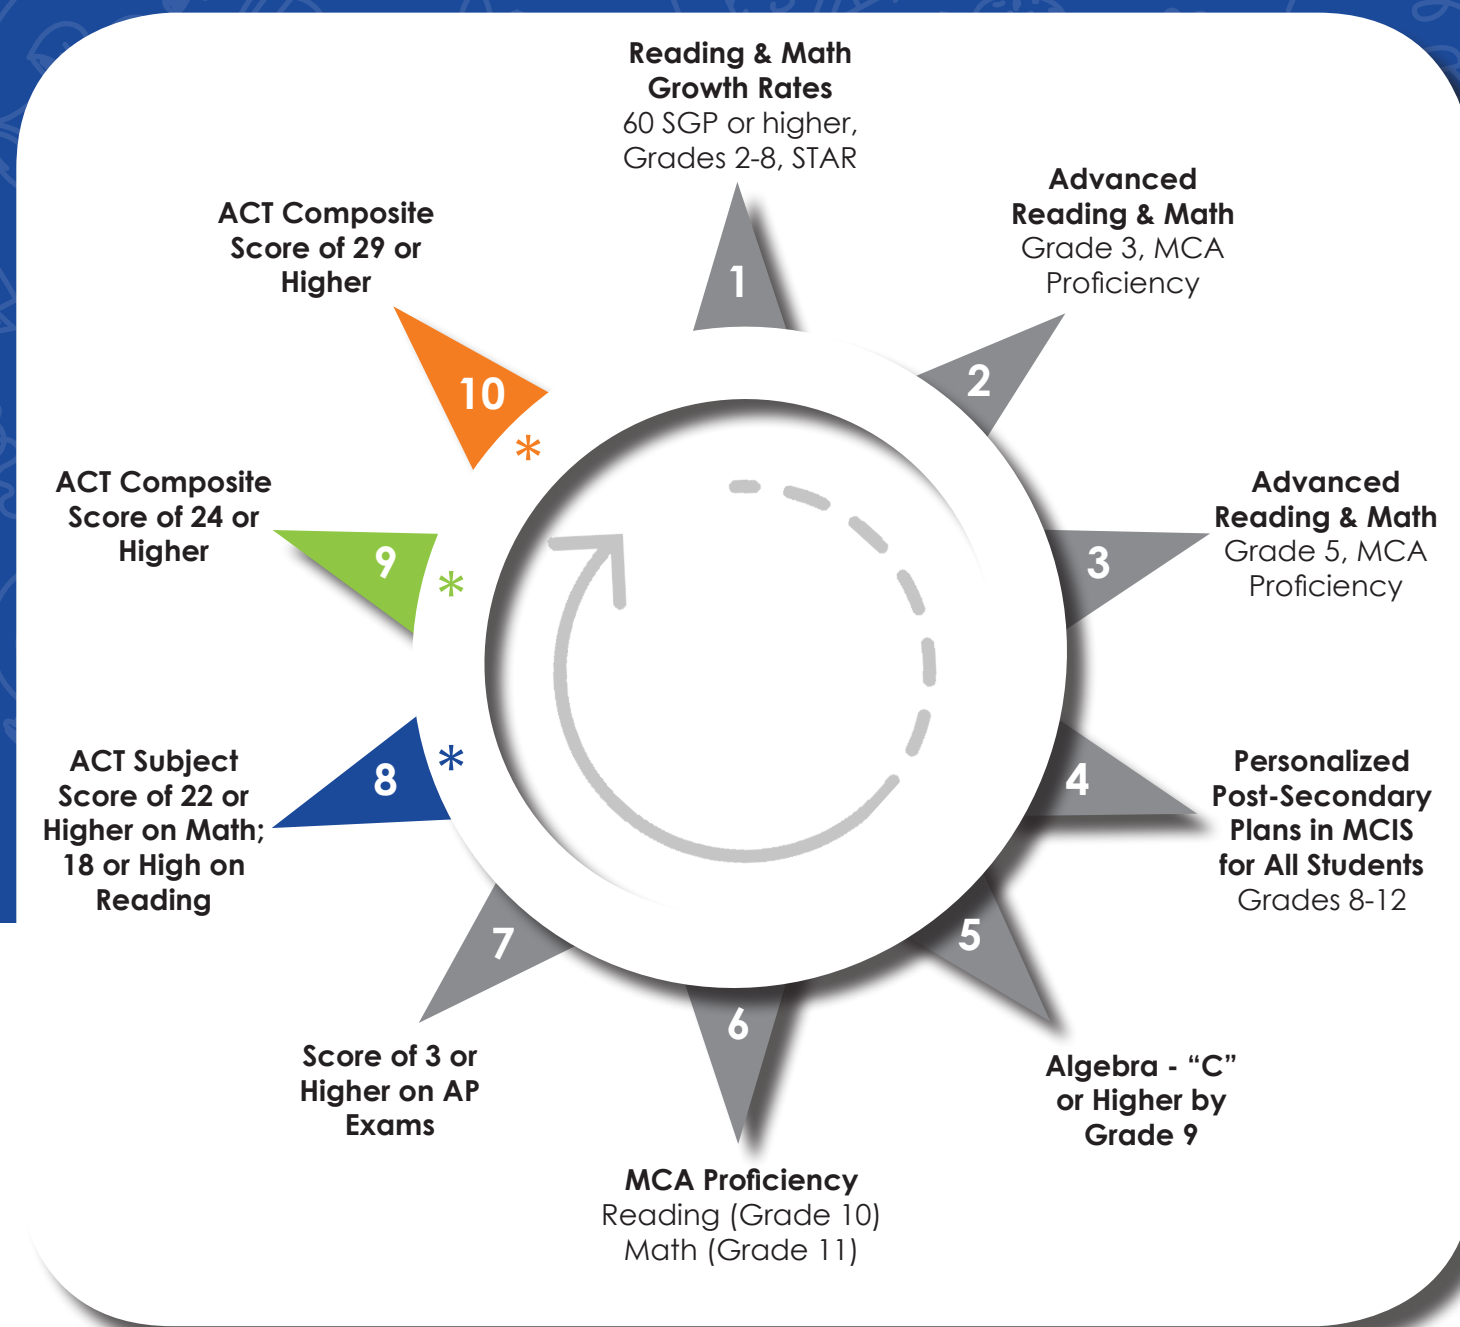 Reading & Math
Growth Rates
60 SGP or higher,
Grades 2-8, STAR
1
Advanced
Reading & Math
Grade 3, MCA
Proficiency
2
Advanced
Reading & Math
Grade 5, MCA
Proficiency
3
Personalized
Post-Secondary
Plans in MCIS
for All Students
Grades 8-12
4
5
Algebra - “C”
or Higher by
Grade 9
6
MCA Proficiency
Reading (Grade 10)
Math (Grade 11)
7
Score of 3 or
Higher on AP
Exams
ACT Subject
Score of 22 or
Higher on Math;
18 or High on
Reading
8 *
ACT Composite
Score of 24 or
Higher
9 *
ACT Composite
Score of 29 or
Higher
10
*